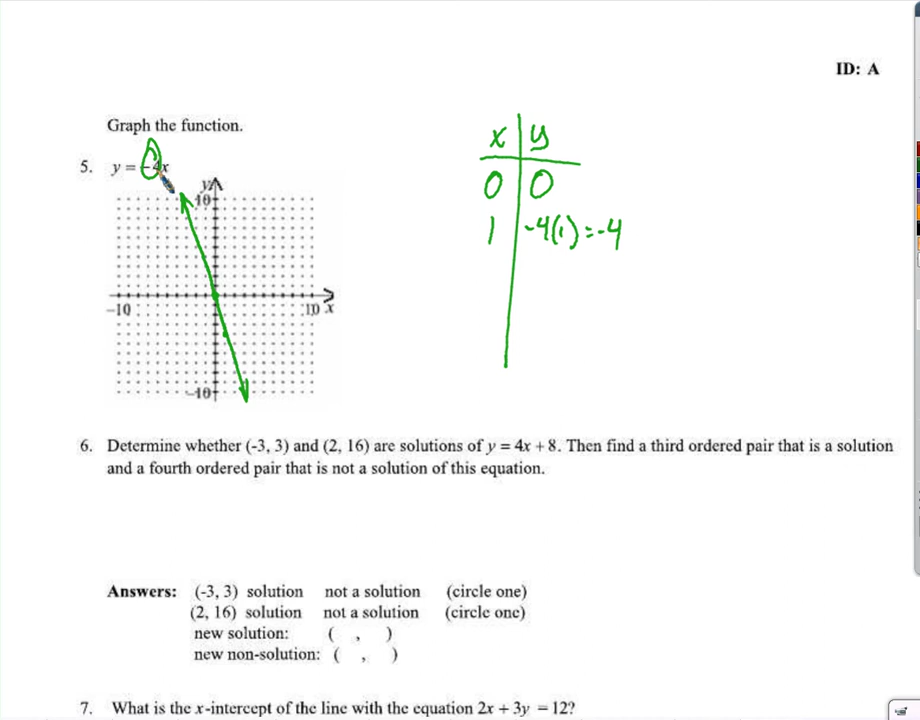 ID: A
Graph the function.
5. y = -4x
x y
0 0
1 -4(1) = -4
y
10
-10 10 x
-10
6. Determine whether (-3, 3) and (2, 16) are solutions of y = 4x + 8. Then find a third ordered pair that is a solution
and a fourth ordered pair that is not a solution of this equation.
Answers: (-3, 3) solution not a solution (circle one)
(2, 16) solution not a solution (circle one)
new solution: ( , )
new non-solution: ( , )
7. What is the x-intercept of the line with the equation 2x + 3y = 12?